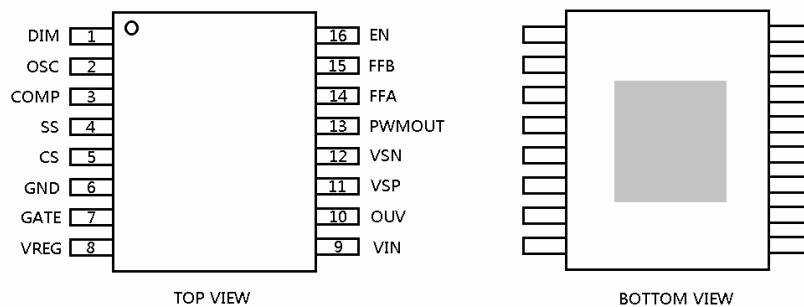 DIM 1 16 EN
OSC 2 15 FFB
COMP 3 14 FFA
SS 4 13 PWMOUT
CS 5 12 VSN
GND 6 11 VSP
GATE 7 10 OUV
VREG 8 9 VIN
TOP VIEW BOTTOM VIEW